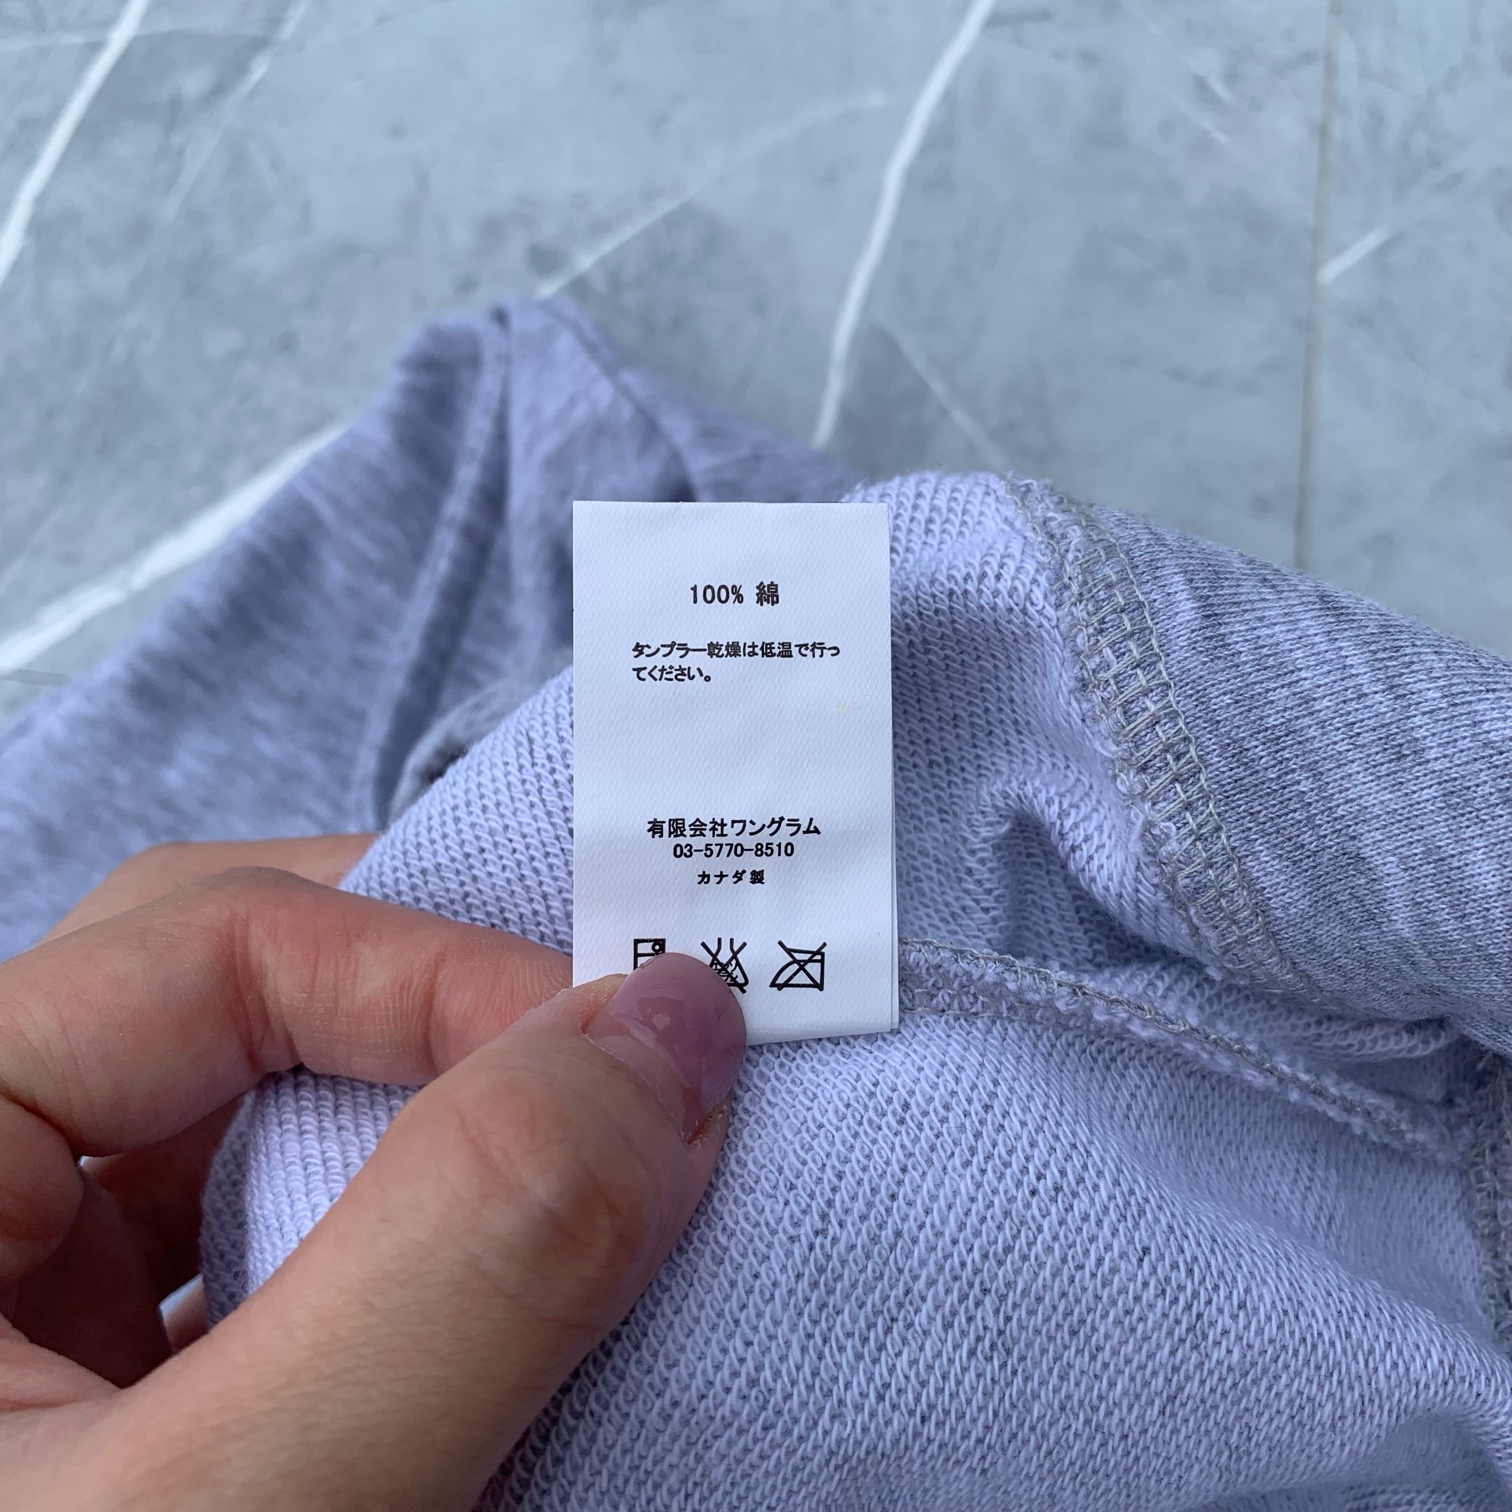 100% 綿
タンプラー乾燥は低温で行っ
てください。
有限会社ワングラム
03-5770-8510
カナダ製